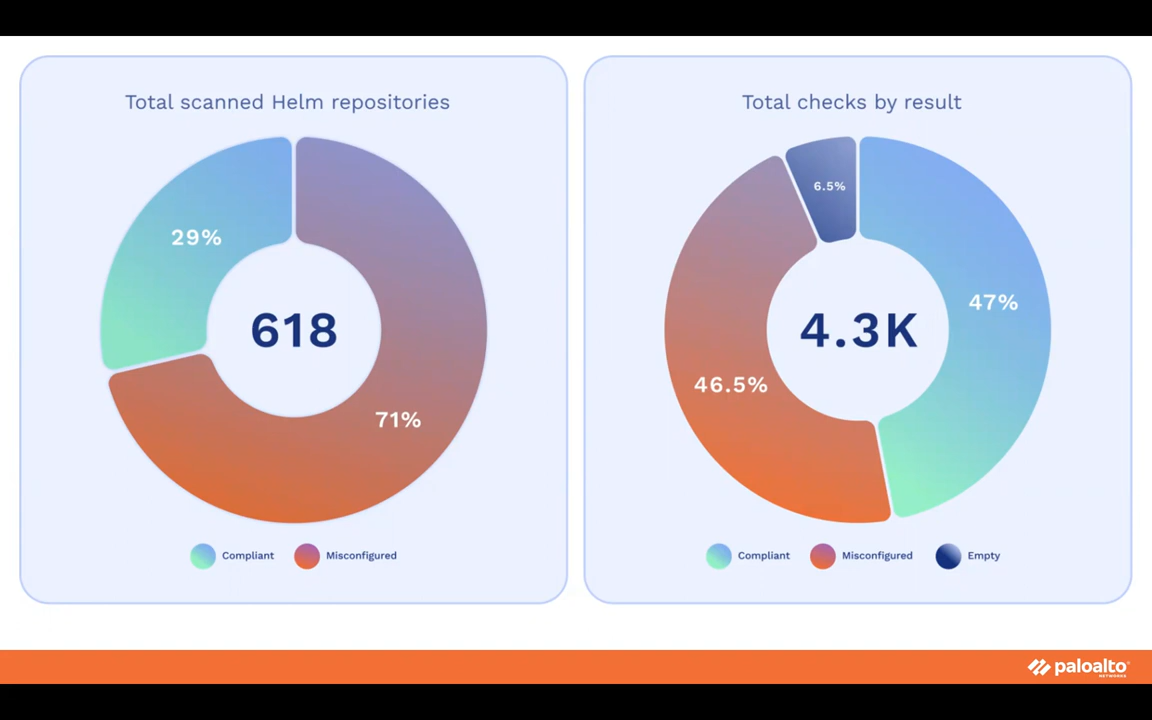 Total scanned Helm repositories
29%
618
71%
Compliant
Misconfigured
Total checks by result
6.5%
47%
4.3K
46.5%
Compliant
Misconfigured
Empty
paloalto
NETWORKS